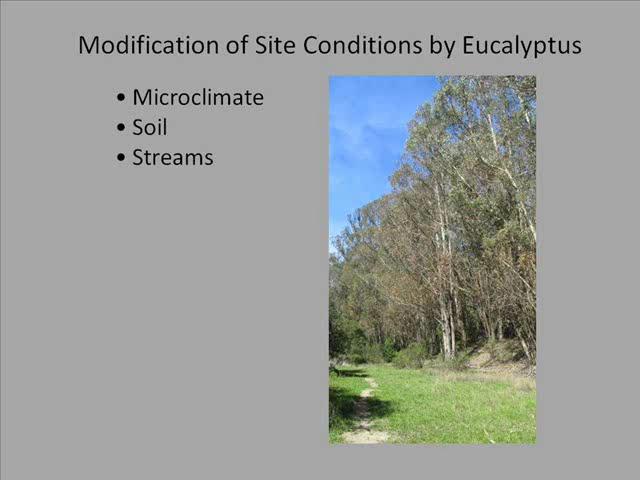 Modification of Site Conditions by Eucalyptus
• Microclimate
• Soil
• Streams